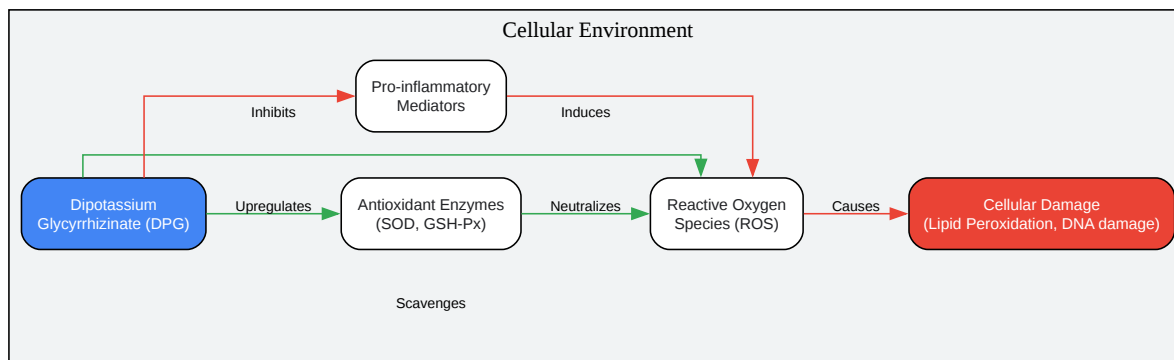 Cellular Environment
Pro-inflammatory
Mediators
Inhibits
Induces
Dipotassium
Glycyrrhizinate (DPG)
Upregulates
Antioxidant Enzymes
(SOD, GSH-Px)
Neutralizes
Reactive Oxygen
Species (ROS)
Causes
Cellular Damage
(Lipid Peroxidation, DNA damage)
Scavenges